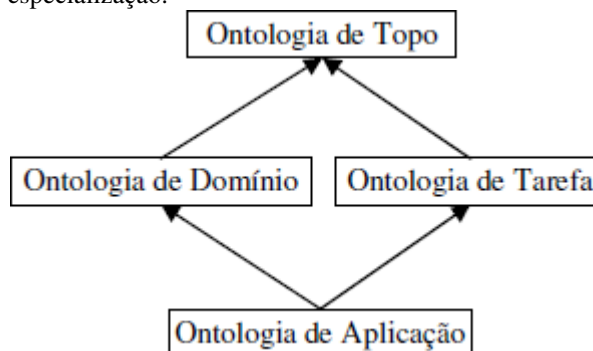 especialização.
Ontologia de Topo
Ontologia de Domínio
Ontologia de Tarefa
Ontologia de Aplicação